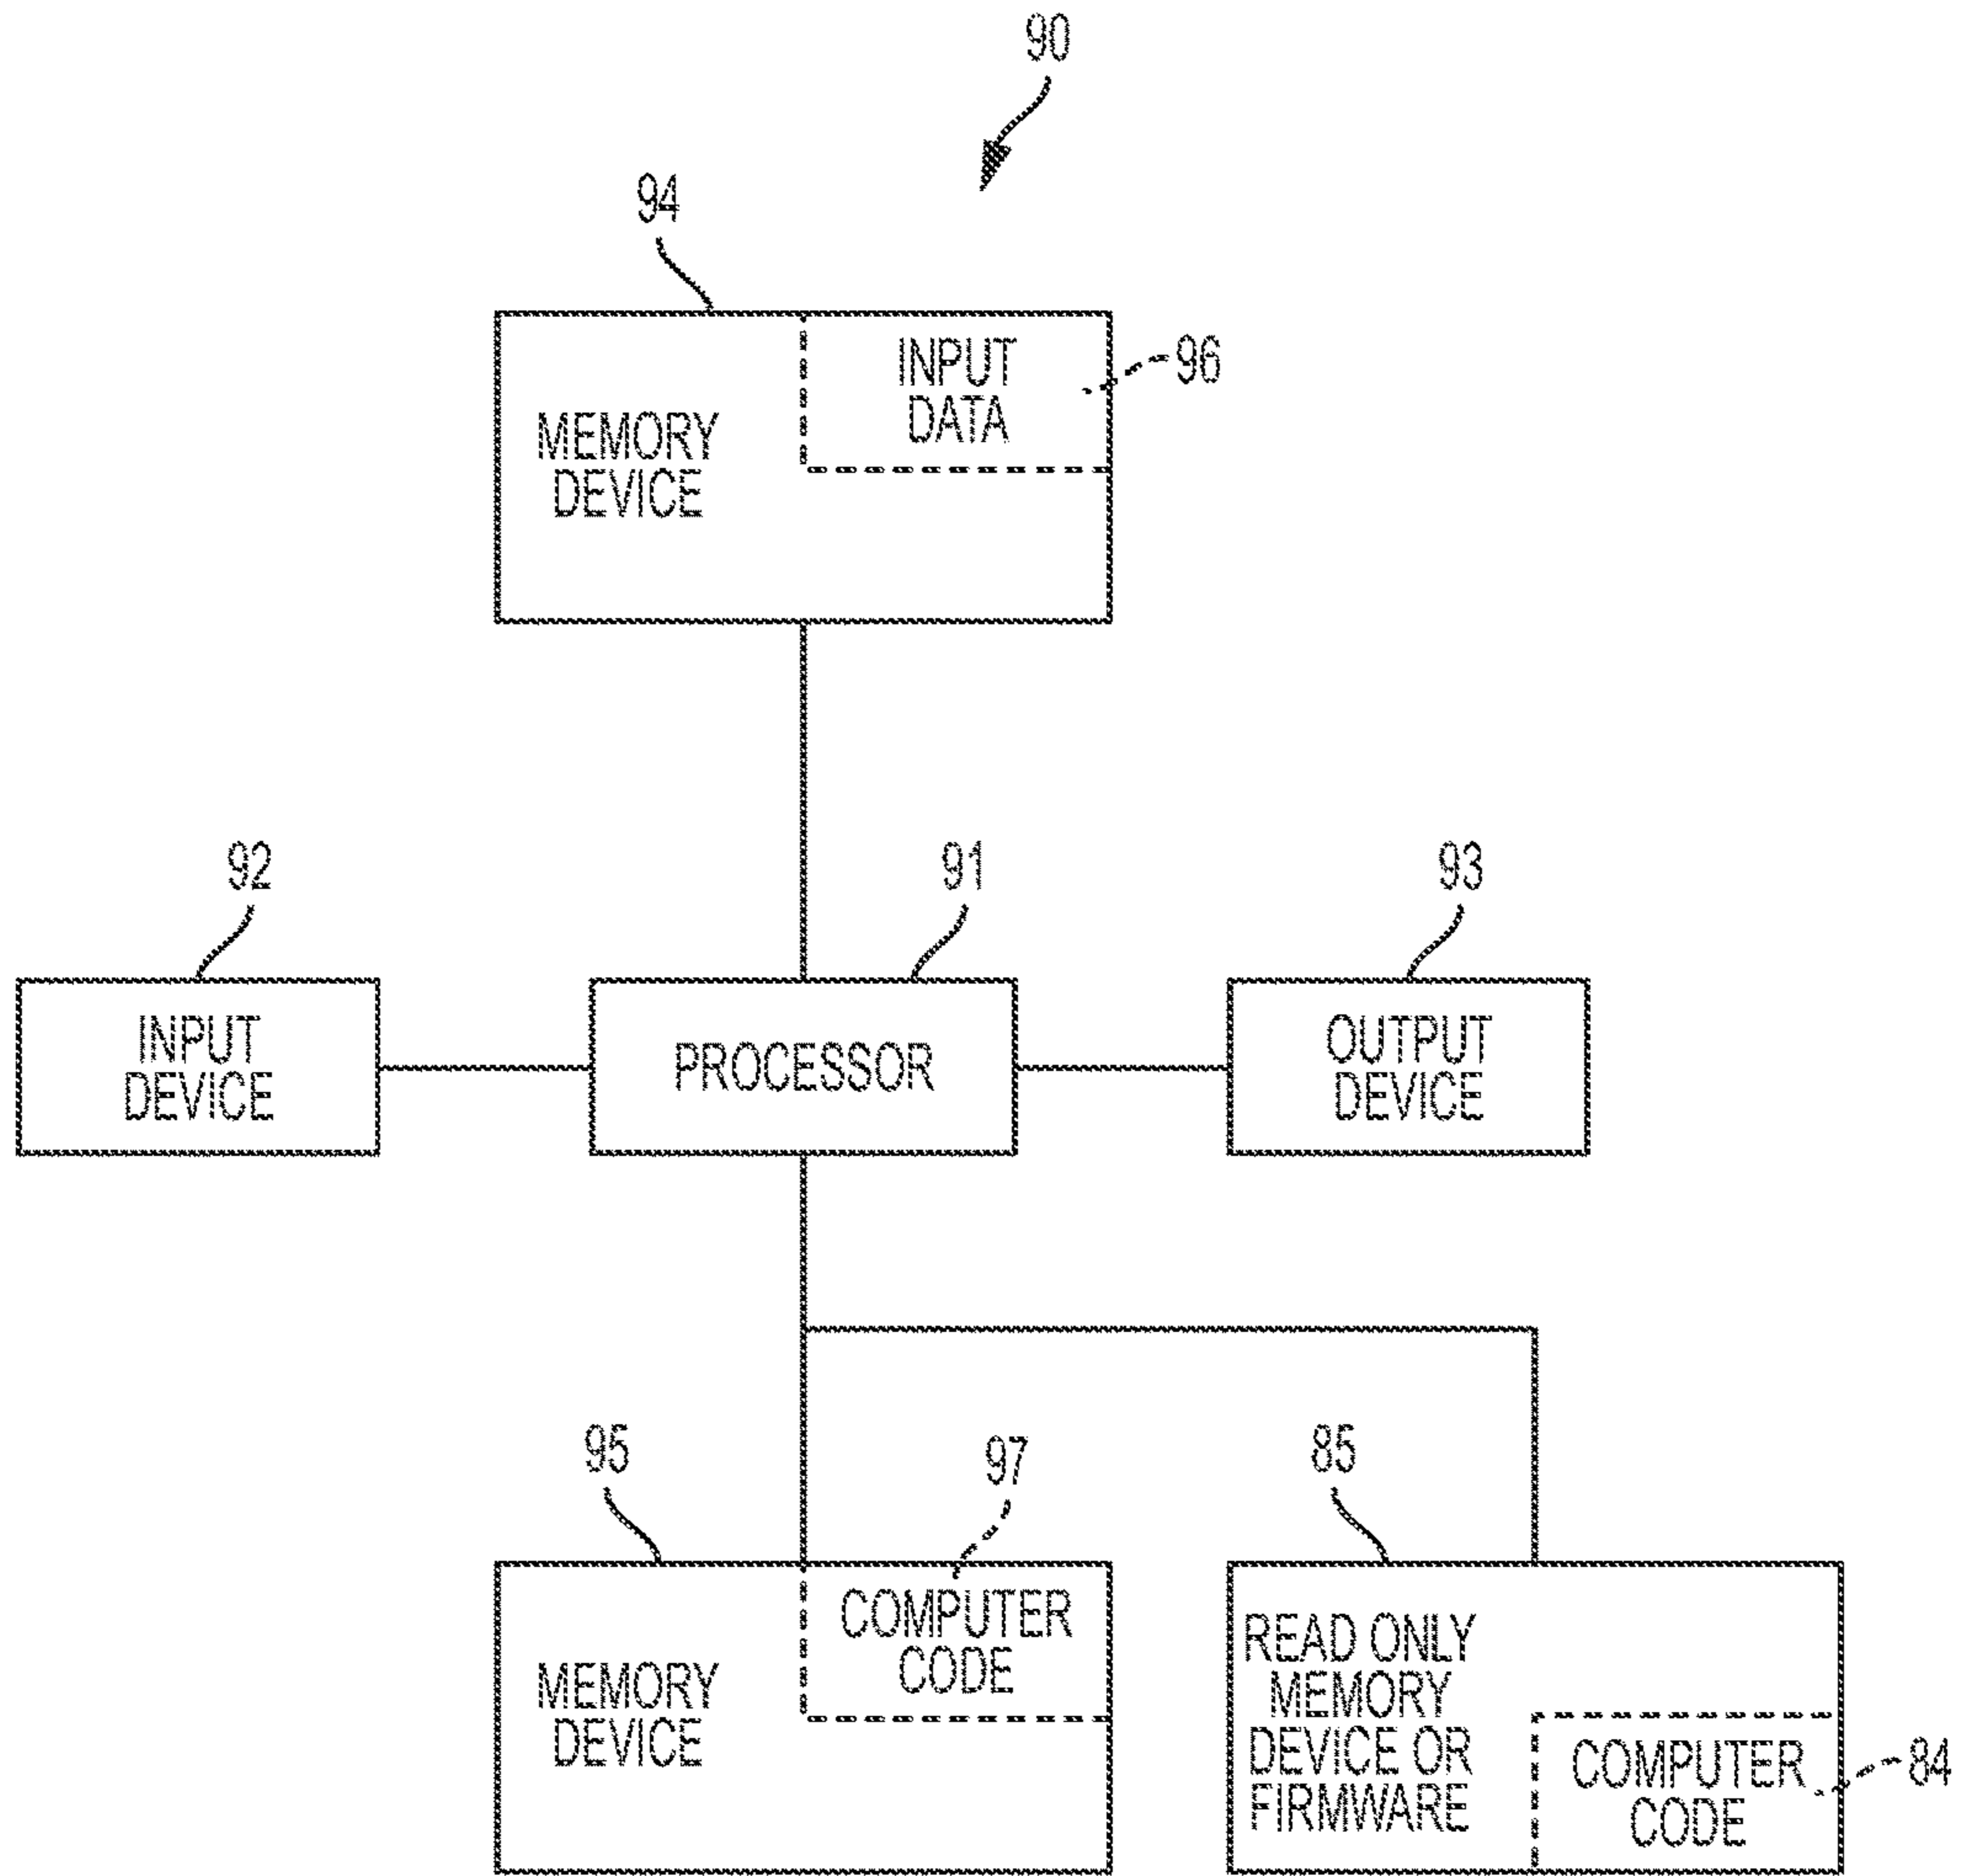 90
94
INPUT
DATA
96
MEMORY
DEVICE
92
91
93
INPUT
DEVICE
PROCESSOR
OUTPUT
DEVICE
95
97
85
COMPUTER
CODE
MEMORY
DEVICE
READ ONLY
MEMORY
DEVICE OR
FIRMWARE
COMPUTER
CODE
84